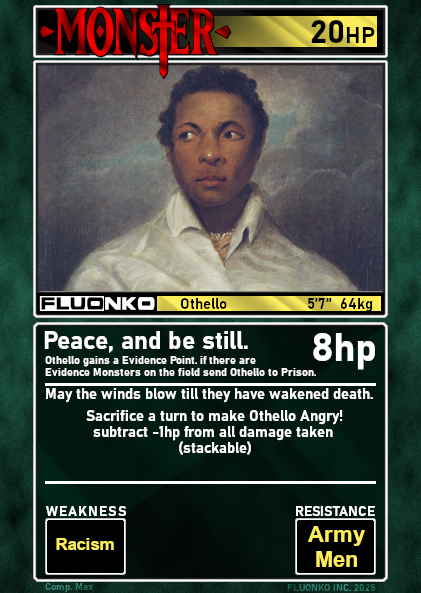 MONSTER
20HP
FLUONKO
Othello
5'7" 64kg
Peace, and be still.
8hp
Othello gains a Evidence Point. if there are
Evidence Monsters on the field send Othello to Prison.
May the winds blow till they have wakened death.
Sacrifice a turn to make Othello Angry!
subtract -1hp from all damage taken
(stackable)
WEAKNESS
RESISTANCE
Racism
Army
Men
Comp. Max
FLUONKO INC. 2025